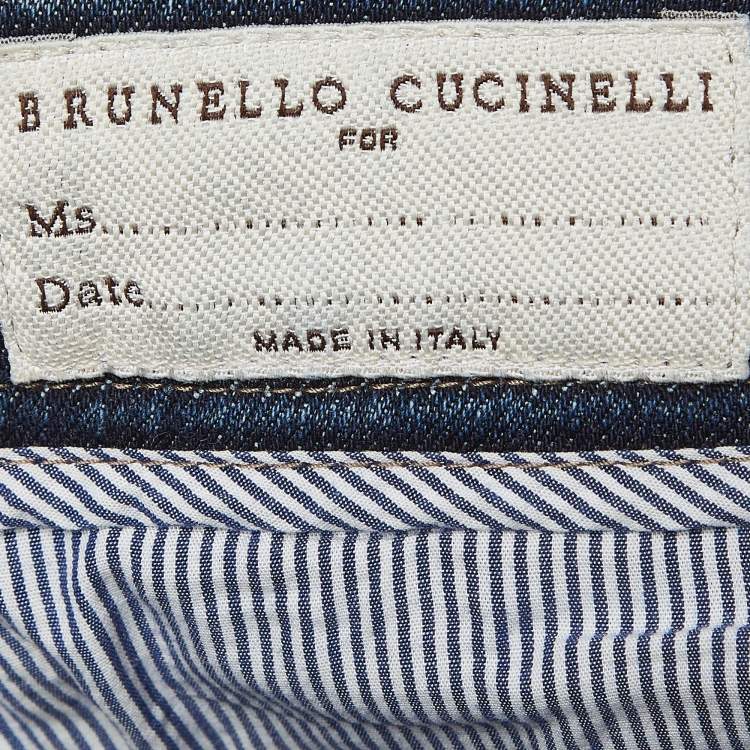 BRUNELLO CUCINELLI
FOR
Ms..............................................
Date..............................................
MADE IN ITALY